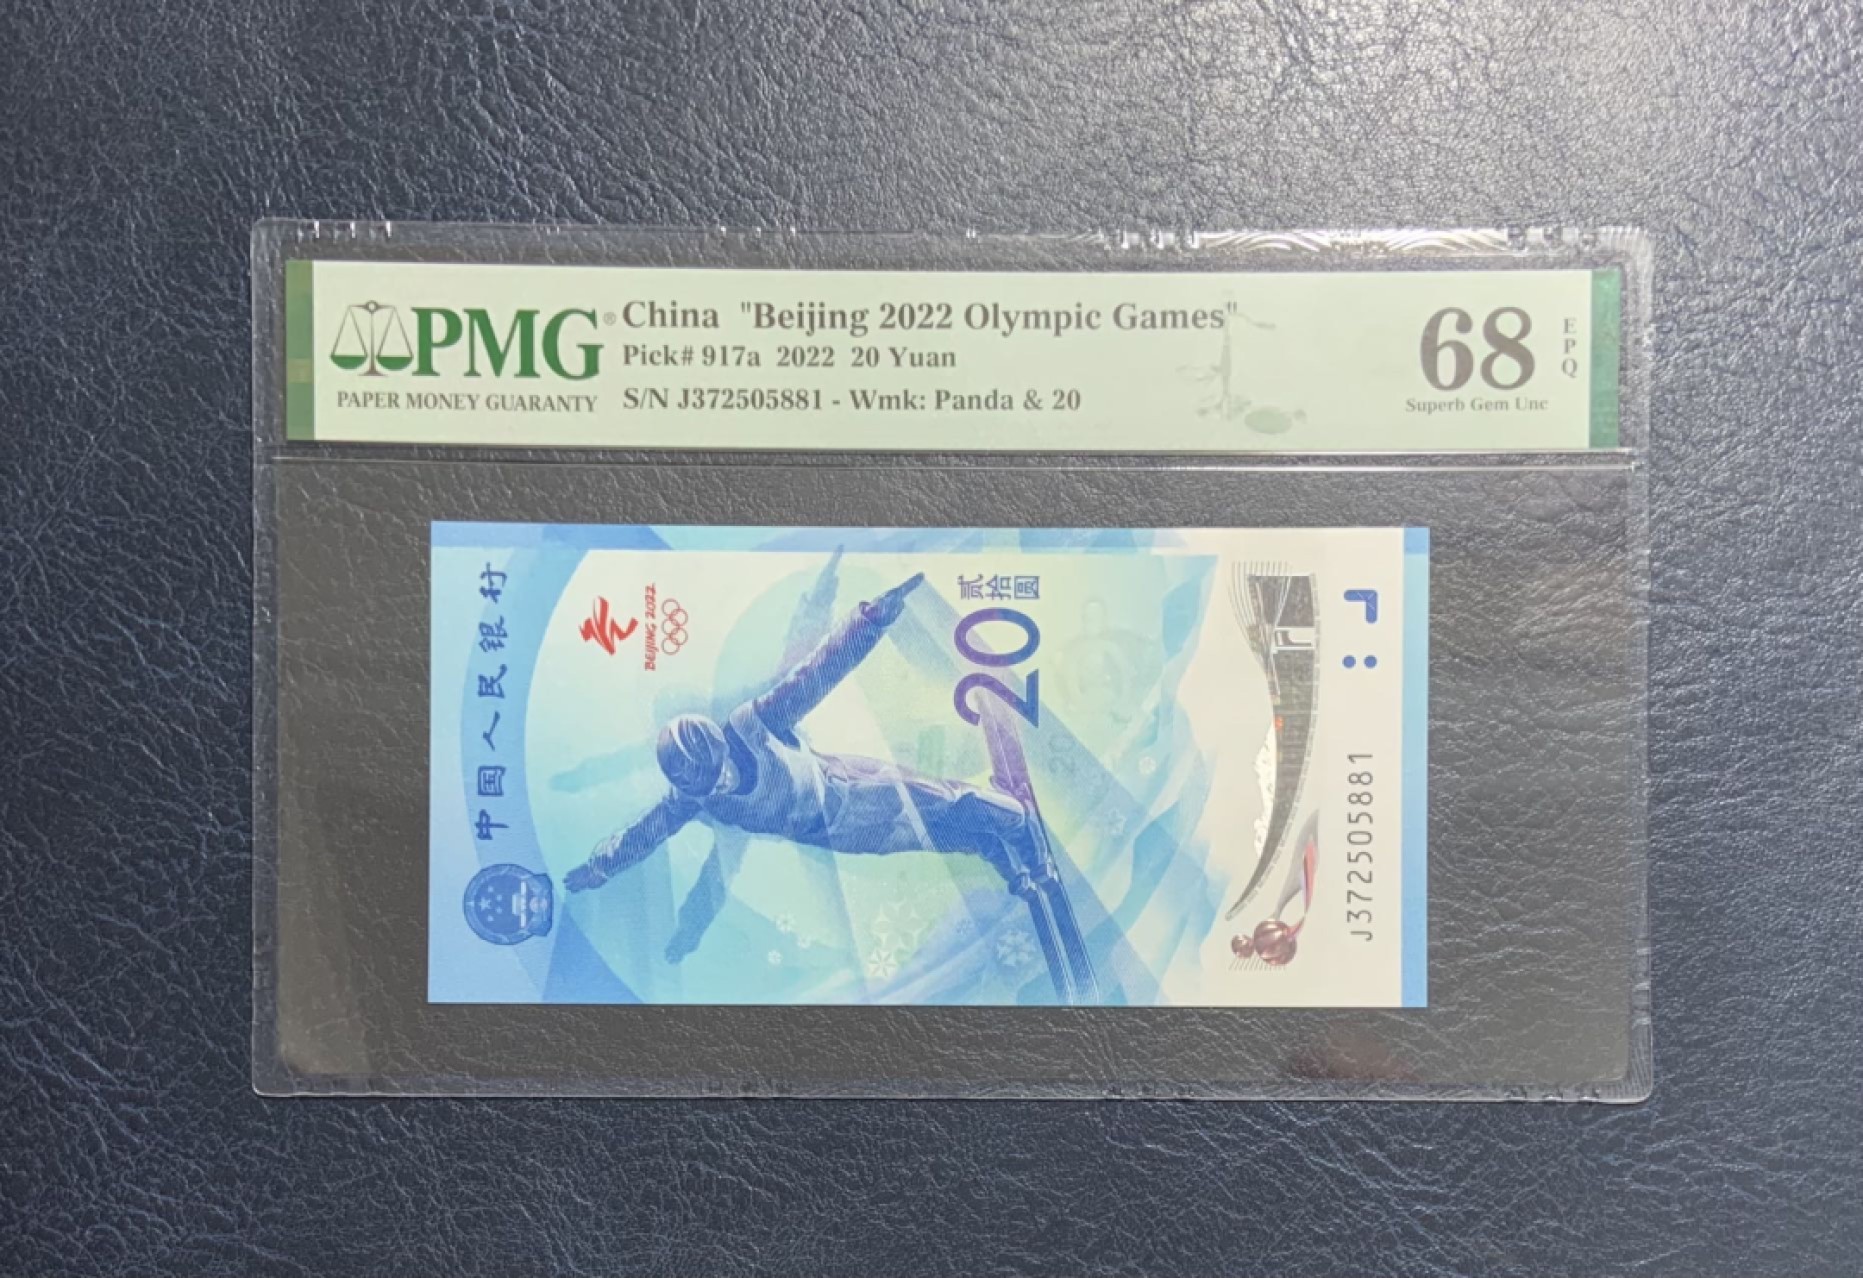 PMG®
PAPER MONEY GUARANTY
China "Beijing 2022 Olympic Games"
Pick# 917a 2022 20 Yuan
S/N J372505881 - Wmk: Panda & 20
68
EPQ
Superb Gem Unc
中国人民银行
BEIJING 2022
贰拾圆
20
20
J372505881